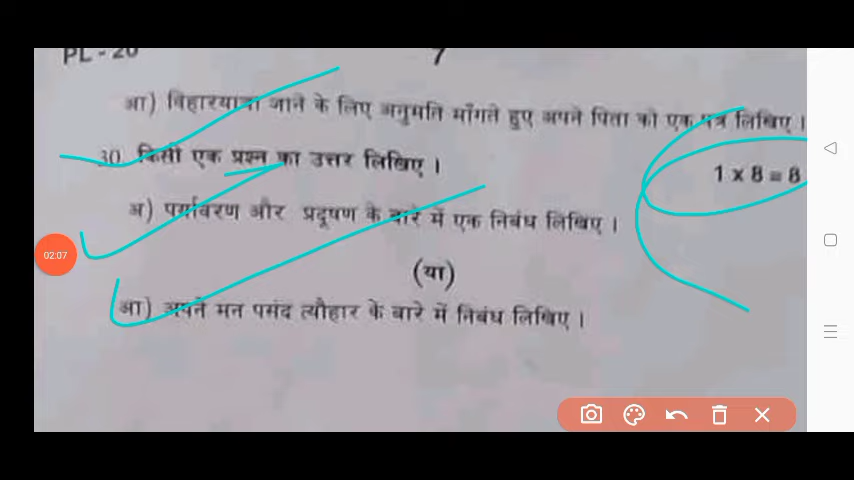 PL - 20
7
आ) विहारयात्रा जाने के लिए अनुमति माँगते हुए अपने पिता को एक पत्र लिखिए ।
30. किसी एक प्रश्न का उत्तर लिखिए ।
1 x 8 = 8
अ) पर्यावरण और प्रदूषण के बारे में एक निबंध लिखिए ।
02:07
(या)
आ) अपने मन पसंद त्यौहार के बारे में निबंध लिखिए ।